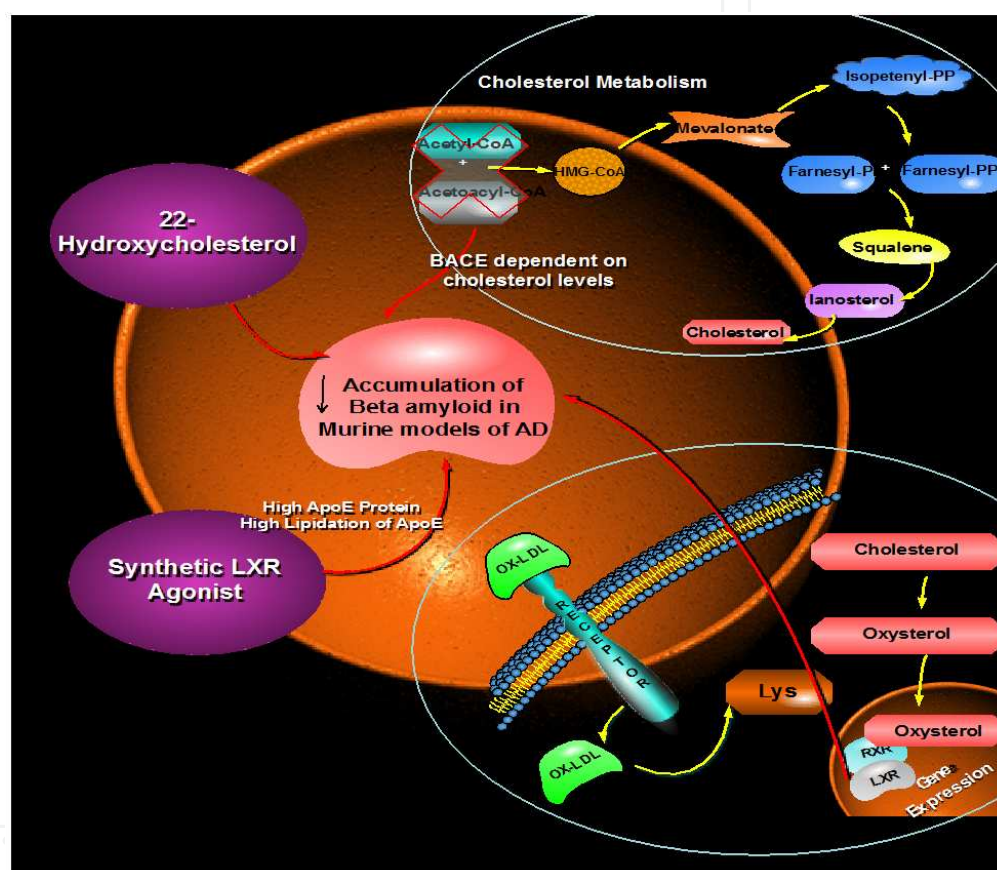 Cholesterol Metabolism
Isopetenyl-PP
Mevalonate
Acetyl-CoA
+
Acetoacyl-CoA
HMG-CoA
Farnesyl-P
+
Farnesyl-PP
Squalene
lanosterol
Cholesterol
22-
Hydroxycholesterol
BACE dependent on
cholesterol levels
↓ Accumulation of
Beta amyloid in
Murine models of AD
High ApoE Protein
High Lipidation of ApoE
Synthetic LXR
Agonist
OX-LDL
RECEPTOR
OX-LDL
Lys
Cholesterol
Oxysterol
Oxysterol
RXR
LXR
Gene
Expression